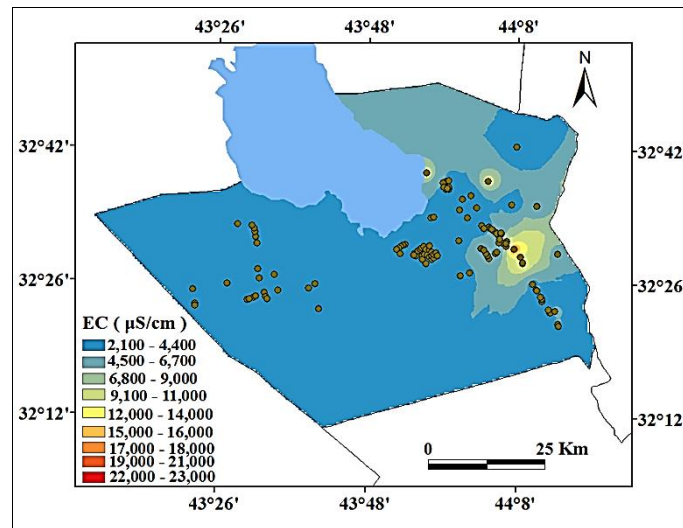 43°26' 43°48' 44°8'
N
32°42' 32°42'
32°26' 32°26'
EC ( µS/cm )
2,100 - 4,400
4,500 - 6,700
6,800 - 9,000
9,100 - 11,000
12,000 - 14,000
15,000 - 16,000
17,000 - 18,000
19,000 - 21,000
22,000 - 23,000
32°12' 32°12'
0 25 Km
43°26' 43°48' 44°8'